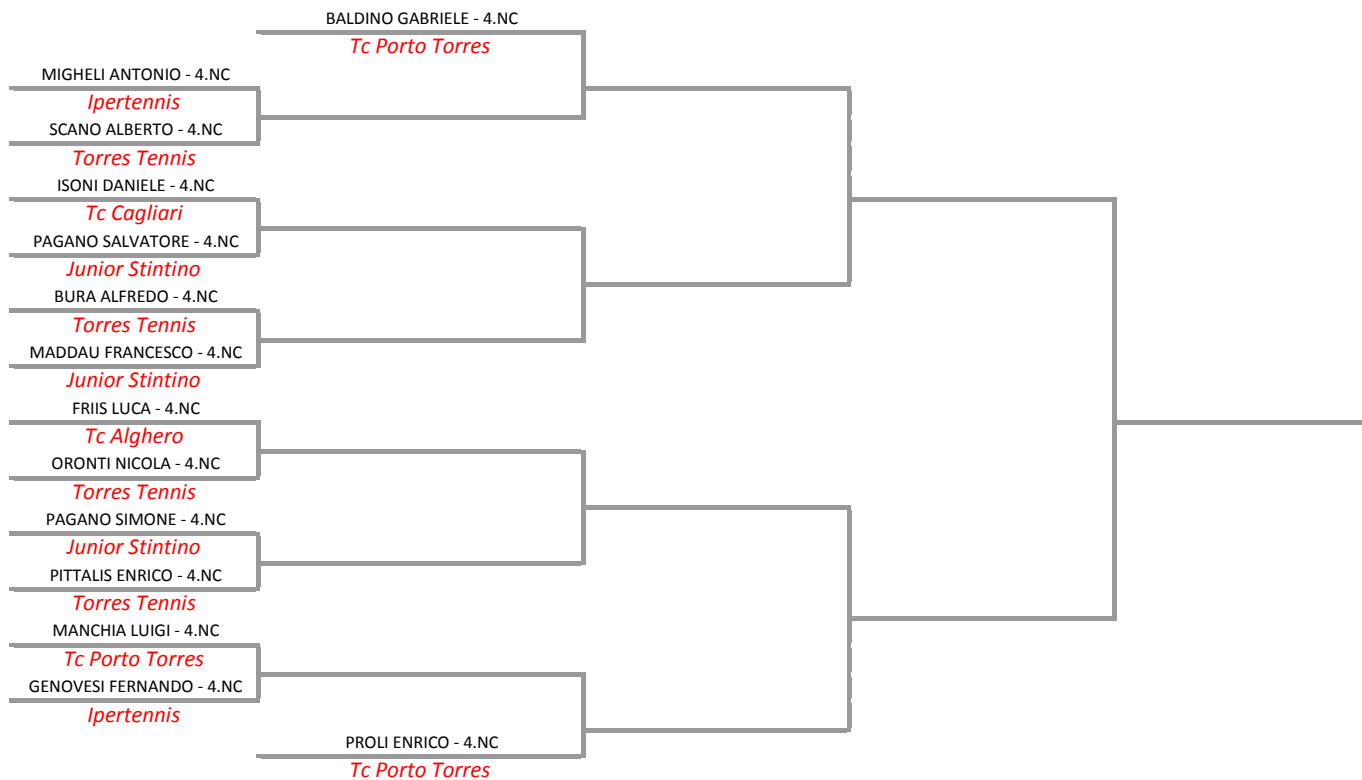 BALDINO GABRIELE - 4.NC
Tc Porto Torres
MIGHELI ANTONIO - 4.NC
Ipertennis
SCANO ALBERTO - 4.NC
Torres Tennis
ISONI DANIELE - 4.NC
Tc Cagliari
PAGANO SALVATORE - 4.NC
Junior Stintino
BURA ALFREDO - 4.NC
Torres Tennis
MADDAU FRANCESCO - 4.NC
Junior Stintino
FRIIS LUCA - 4.NC
Tc Alghero
ORONTI NICOLA - 4.NC
Torres Tennis
PAGANO SIMONE - 4.NC
Junior Stintino
PITTALIS ENRICO - 4.NC
Torres Tennis
MANCHIA LUIGI - 4.NC
Tc Porto Torres
GENOVESI FERNANDO - 4.NC
Ipertennis
PROLI ENRICO - 4.NC
Tc Porto Torres